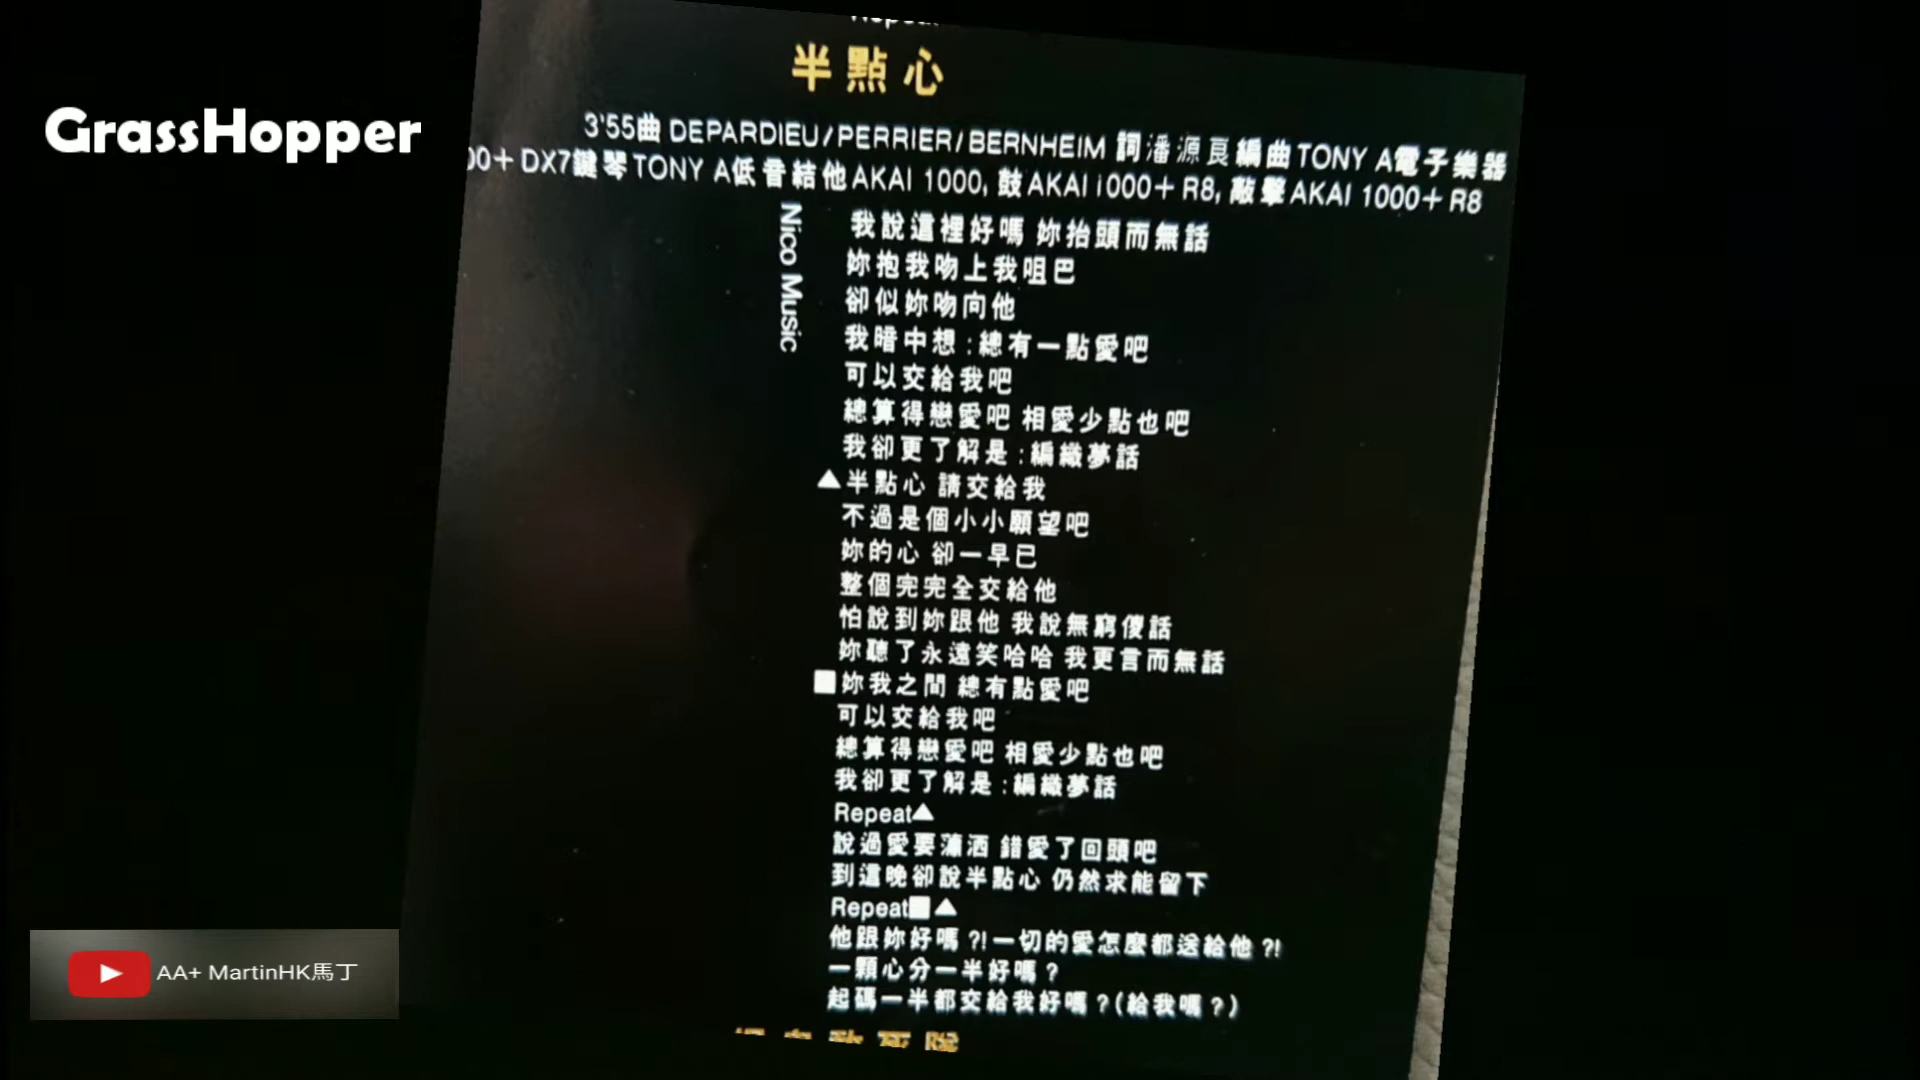 GrassHopper
半點心
3'55曲 DEPARDIEU/PERRIER/BERNHEIM 詞潘源良編曲TONY A電子樂器
00+DX7鍵琴TONY A低音結他AKAI 1000, 鼓AKAI 1000+R8, 敲擊AKAI 1000+R8
Nico Music
我說這裡好嗎 妳抬頭而無話
妳抱我吻上我咀巴
卻似妳吻向他
我暗中想:總有一點愛吧
可以交給我吧
總算得戀愛吧 相愛少點也吧
我卻更了解是:編織夢話
▲半點心 請交給我
不過是個小小願望吧
妳的心 卻一早已
整個完完全交給他
怕說到妳跟他 我說無窮傻話
妳聽了永遠笑哈哈 我更言而無話
■妳我之間 總有點愛吧
可以交給我吧
總算得戀愛吧 相愛少點也吧
我卻更了解是:編織夢話
Repeat▲
說過愛要瀟洒 錯愛了回頭吧
到這晚卻說半點心 仍然求能留下
Repeat■▲
他跟妳好嗎?!一切的愛怎麼都送給他?!
一顆心分一半好嗎?
起碼一半都交給我好嗎?(給我嗎?)
AA+ MartinHK馬丁